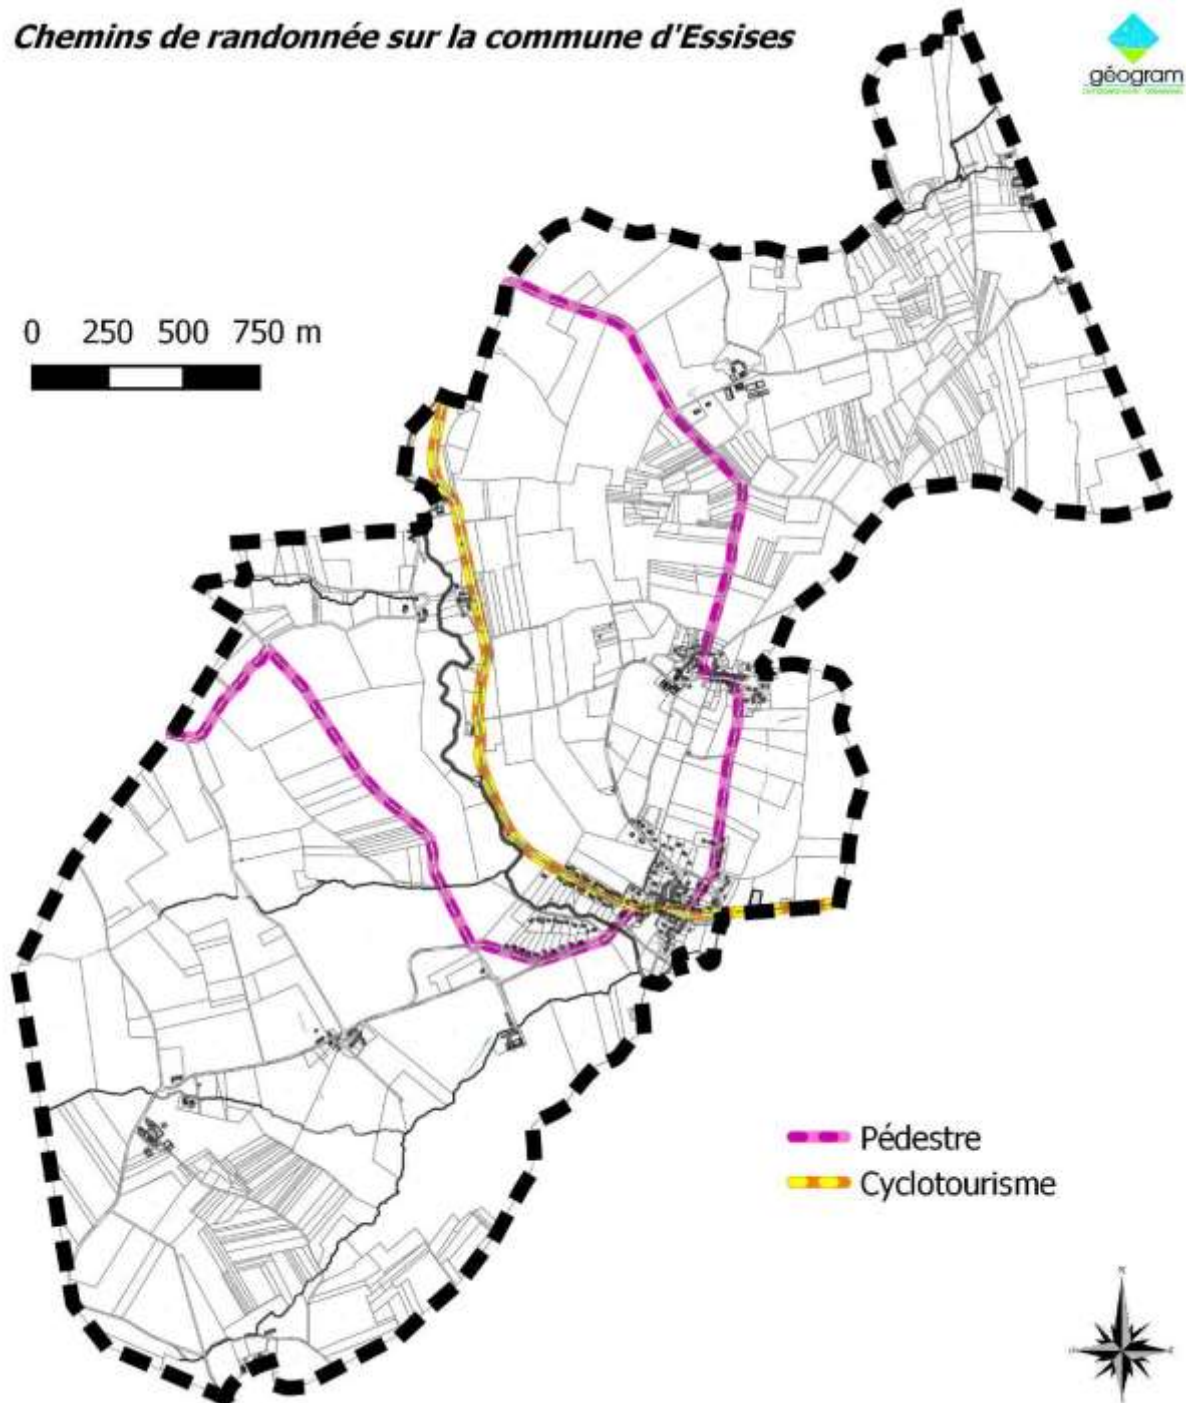 Chemins de randonnée sur la commune d'Essises
géogram
0 250 500 750 m
Pédestre
Cyclotourisme